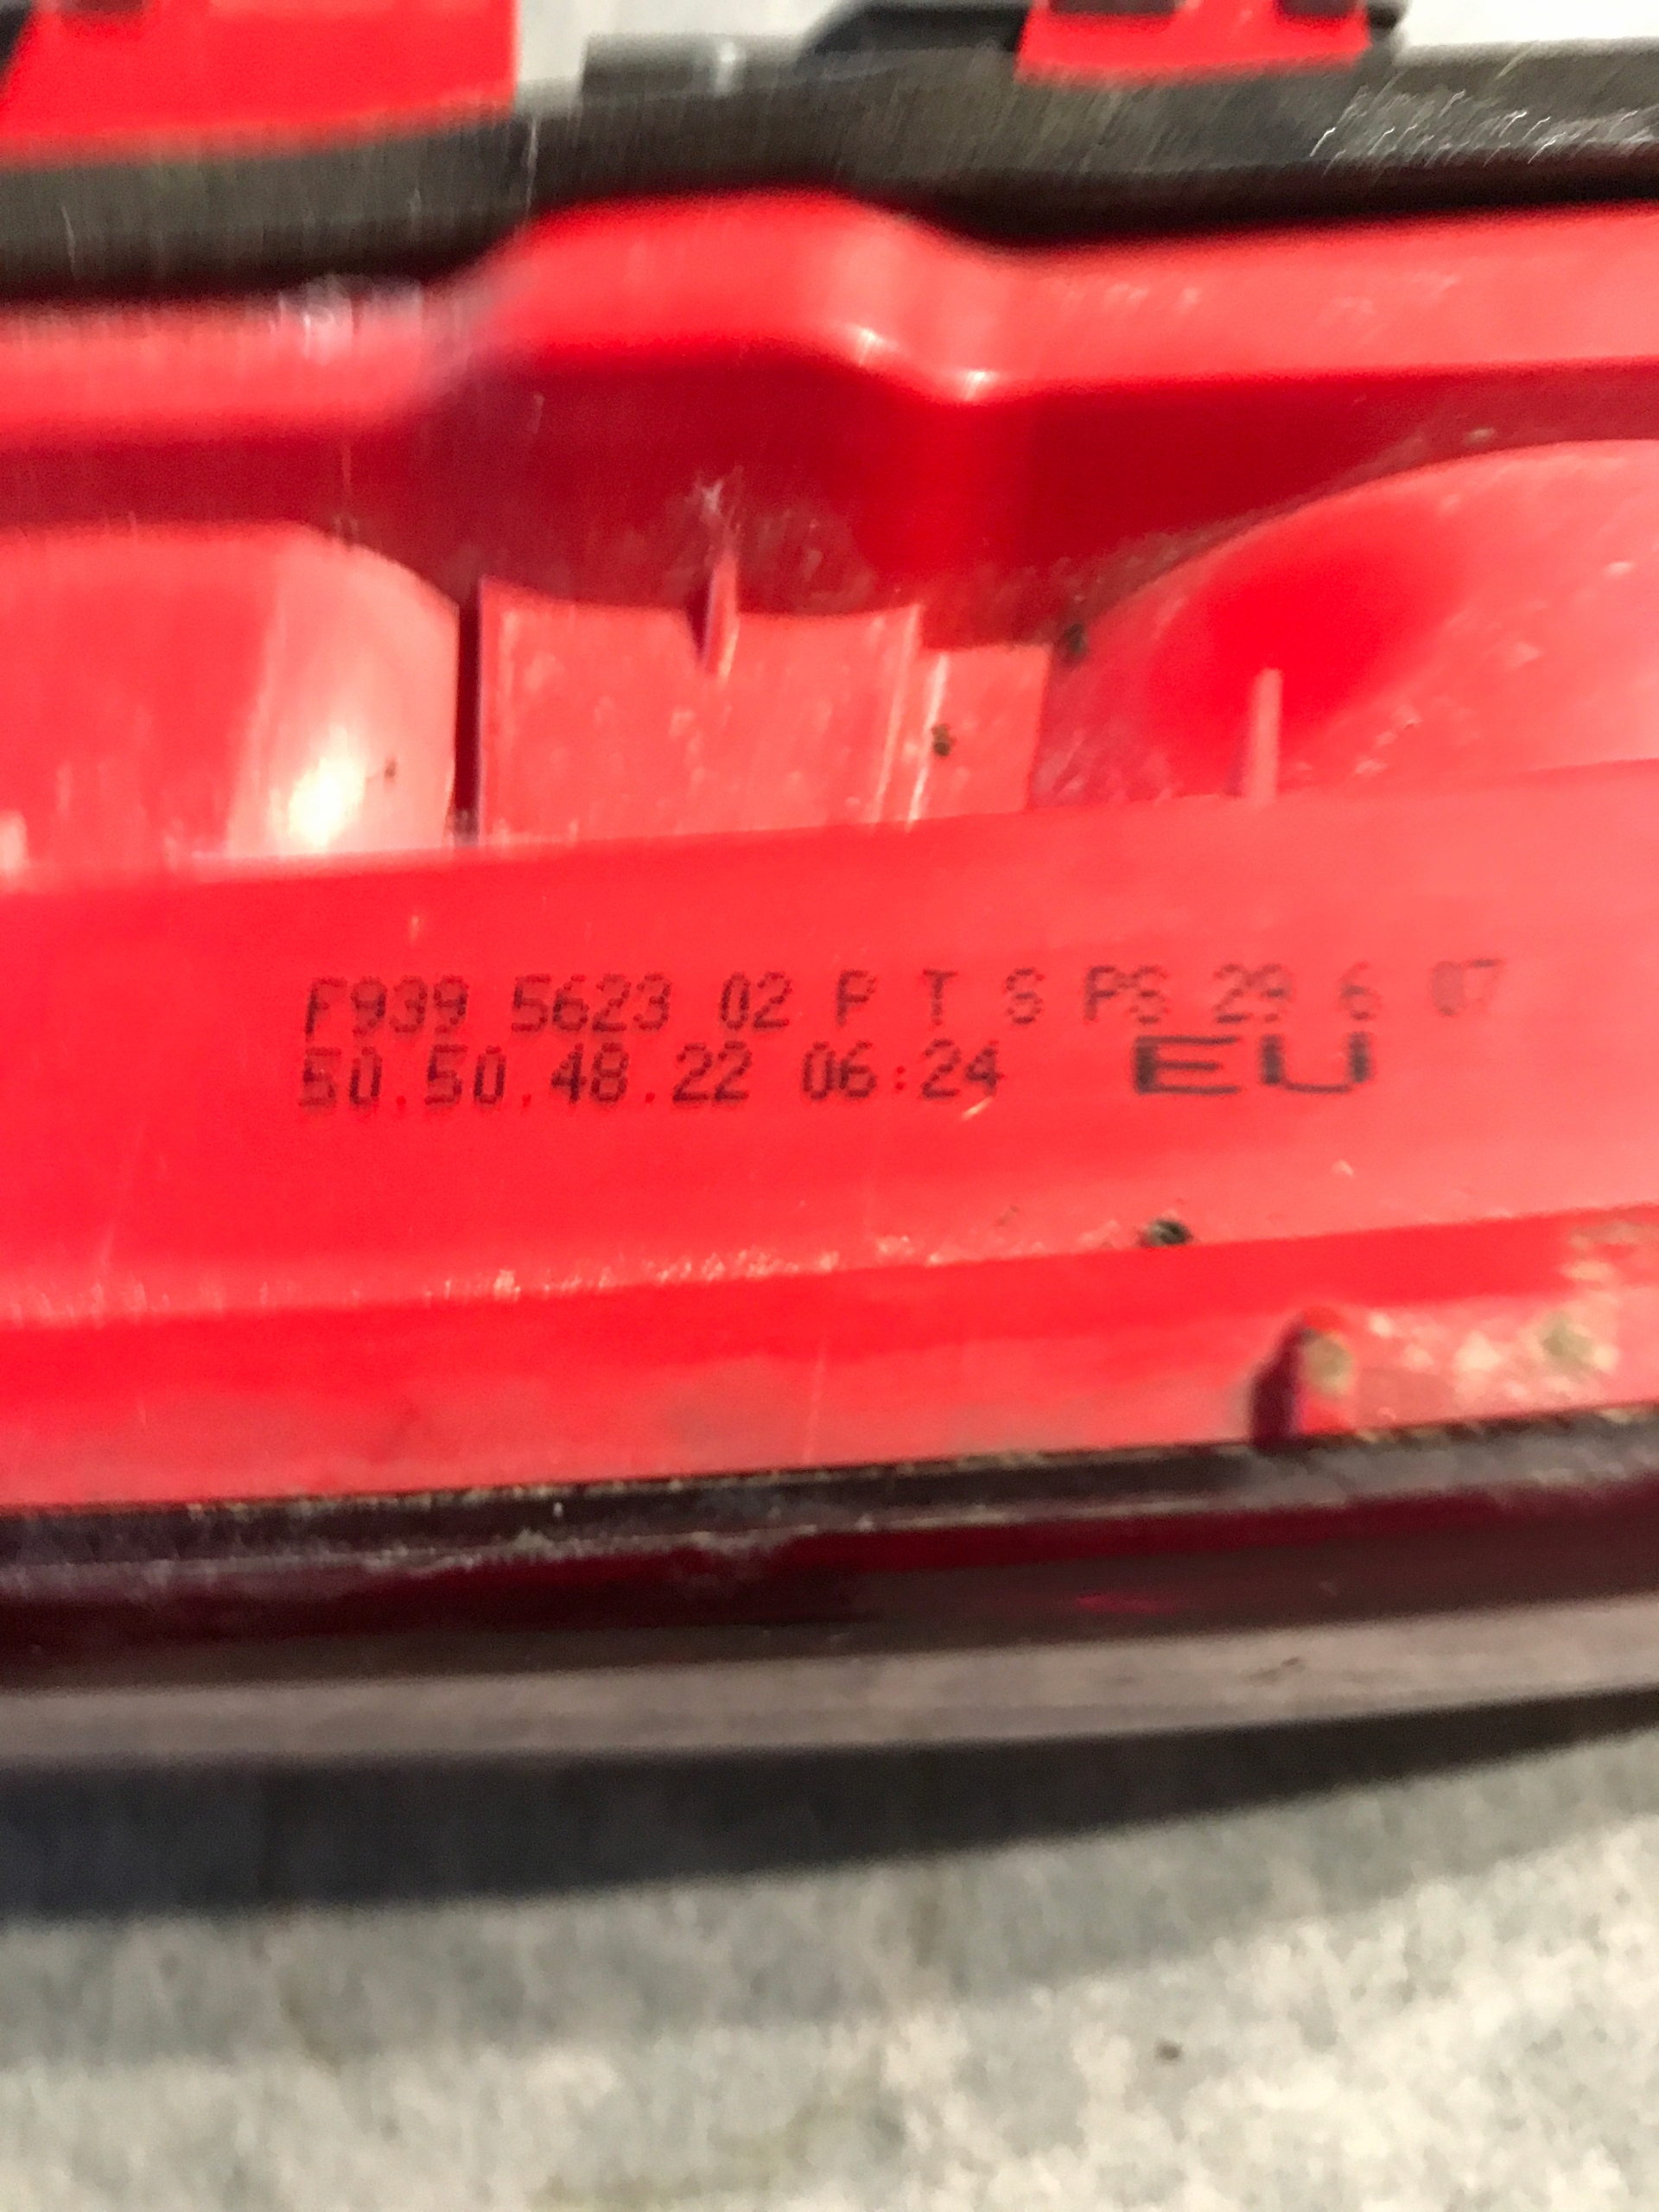 F939 5623 02 P T S PS 29 6 07
50.50.48.22 06:24 EU